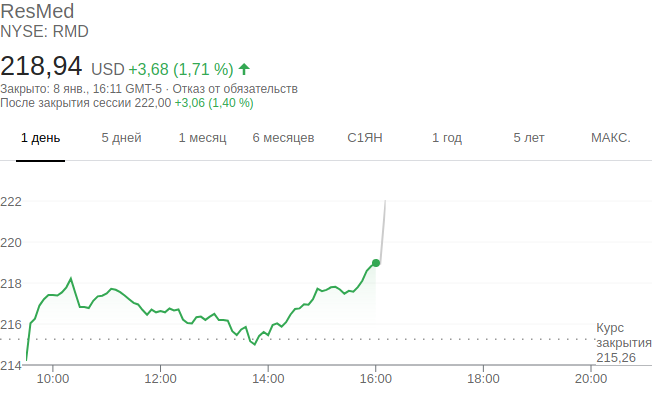 ResMed
NYSE: RMD
218,94 USD +3,68 (1,71 %)
Закрыто: 8 янв., 16:11 GMT-5 · Отказ от обязательств
После закрытия сессии 222,00 +3,06 (1,40 %)
1 день 5 дней 1 месяц 6 месяцев С1ЯН 1 год 5 лет МАКС.
222
220
218
216
Курс
закрытия
215,26
214
10:00 12:00 14:00 16:00 18:00 20:00